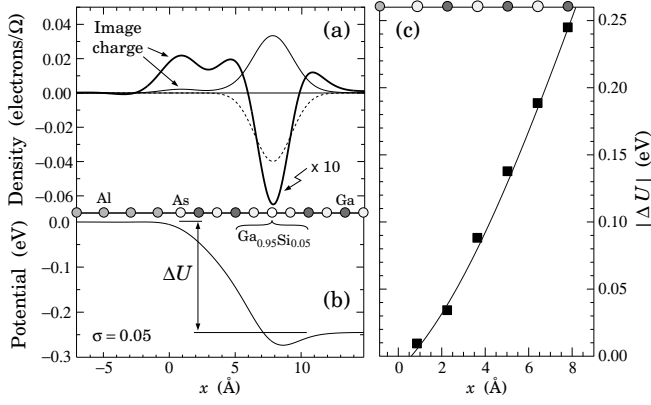 0.04
0.02
0.00
−0.02
−0.04
−0.06
Density (electrons/Ω)
Image
charge
(a)
x 10
Al
As
Ga
Ga0.95Si0.05
0.0
−0.1
−0.2
−0.3
Potential (eV)
ΔU
(b)
σ = 0.05
−5
0
5
10
x (Å)
(c)
0.25
0.20
0.15
0.10
0.05
0.00
|ΔU| (eV)
0
2
4
6
8
x (Å)